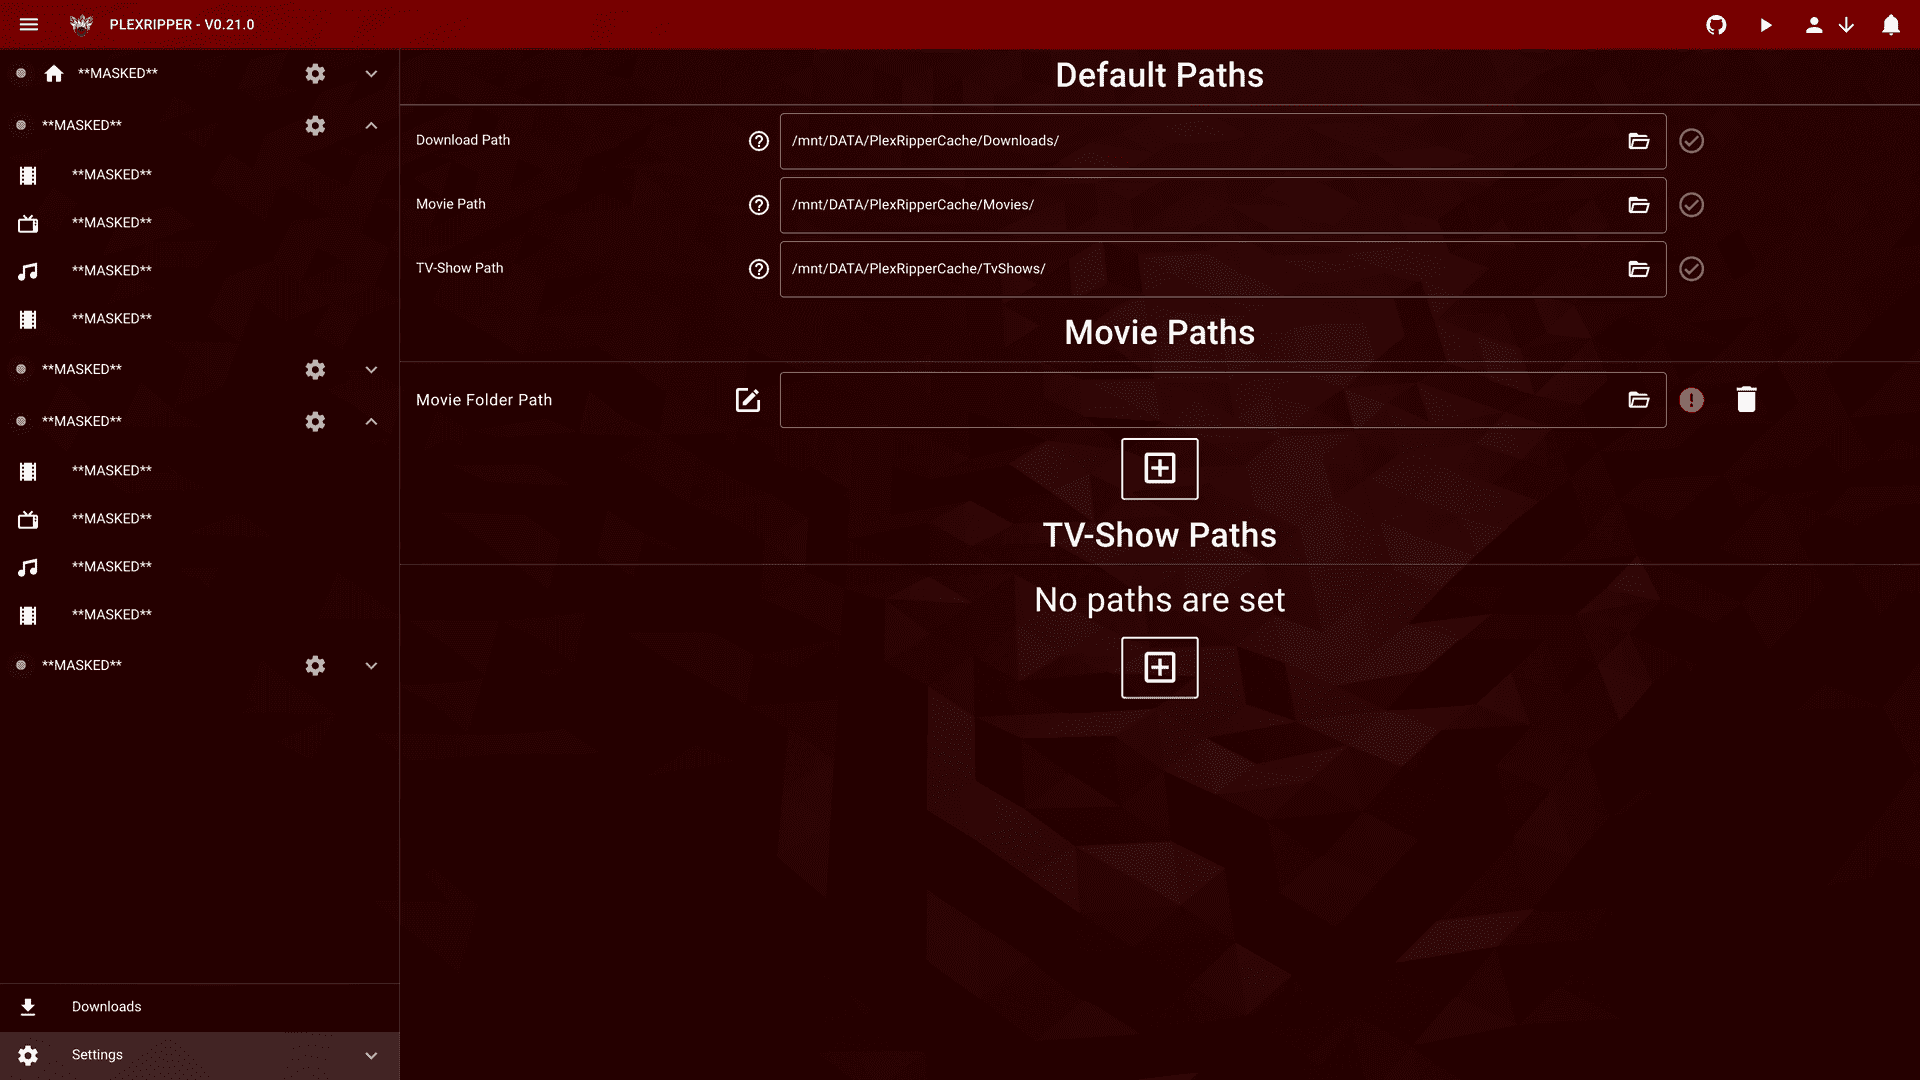 PLEXRIPPER - V0.21.0
**MASKED**
**MASKED**
**MASKED**
**MASKED**
**MASKED**
**MASKED**
**MASKED**
**MASKED**
**MASKED**
**MASKED**
**MASKED**
**MASKED**
**MASKED**
Downloads
Settings
Default Paths
Download Path
/mnt/DATA/PlexRipperCache/Downloads/
Movie Path
/mnt/DATA/PlexRipperCache/Movies/
TV-Show Path
/mnt/DATA/PlexRipperCache/TvShows/
Movie Paths
Movie Folder Path
TV-Show Paths
No paths are set